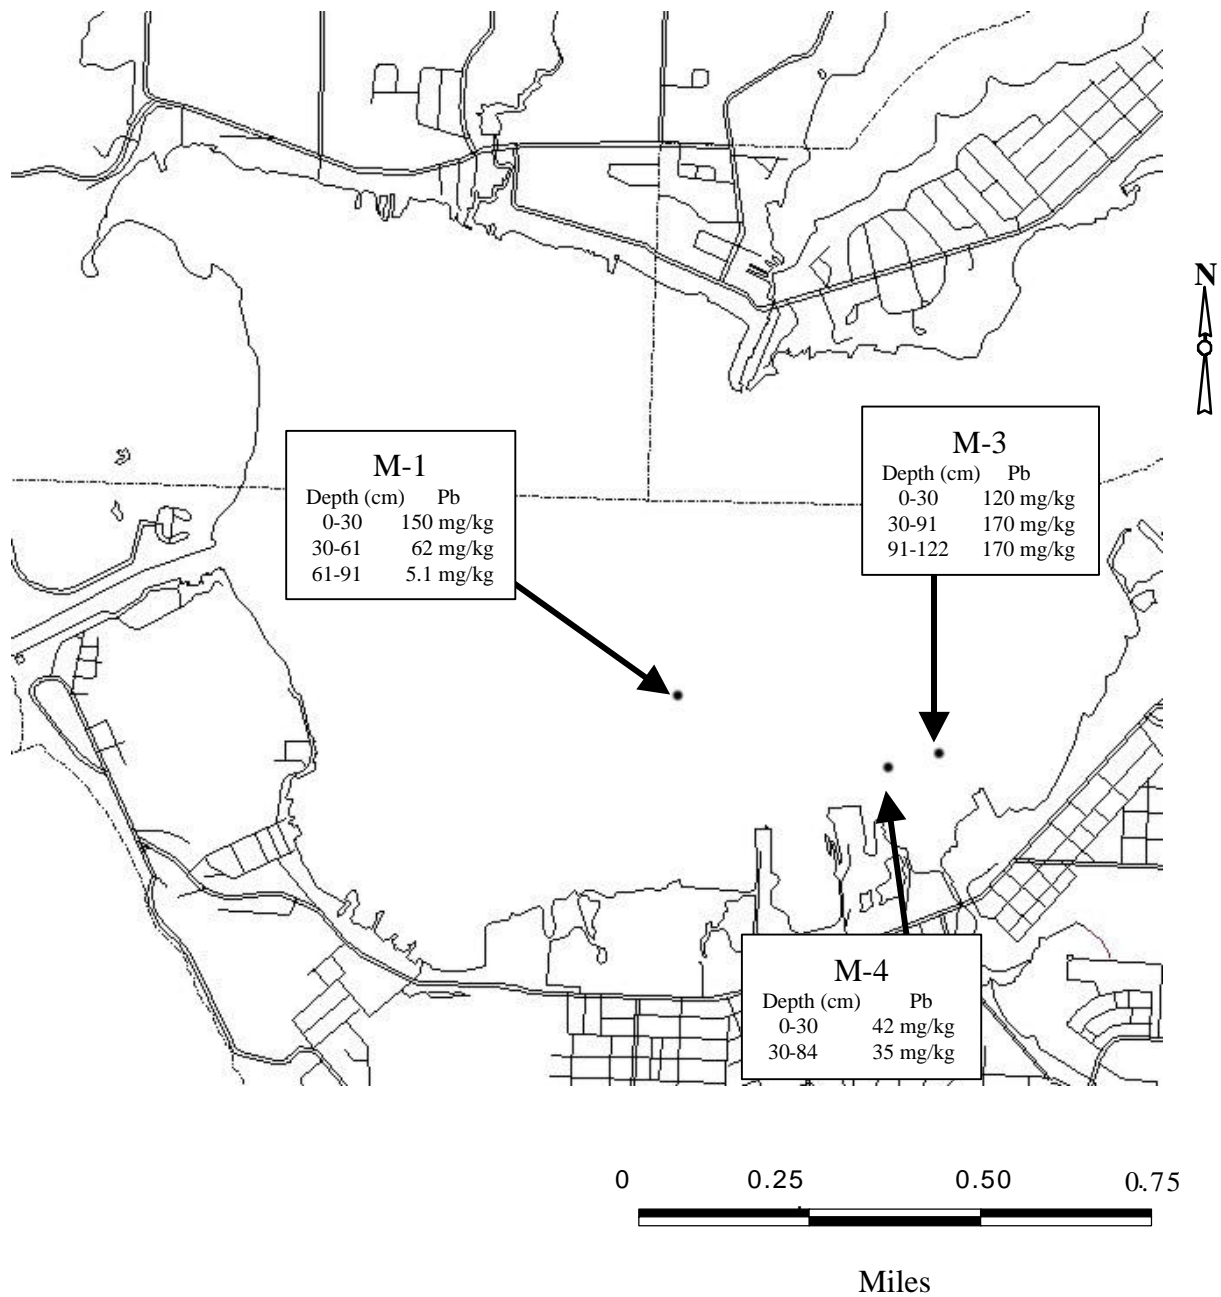 N
M-1
Depth (cm) Pb
0-30 150 mg/kg
30-61 62 mg/kg
61-91 5.1 mg/kg
M-3
Depth (cm) Pb
0-30 120 mg/kg
30-91 170 mg/kg
91-122 170 mg/kg
M-4
Depth (cm) Pb
0-30 42 mg/kg
30-84 35 mg/kg
0 0.25 0.50 0.75
Miles